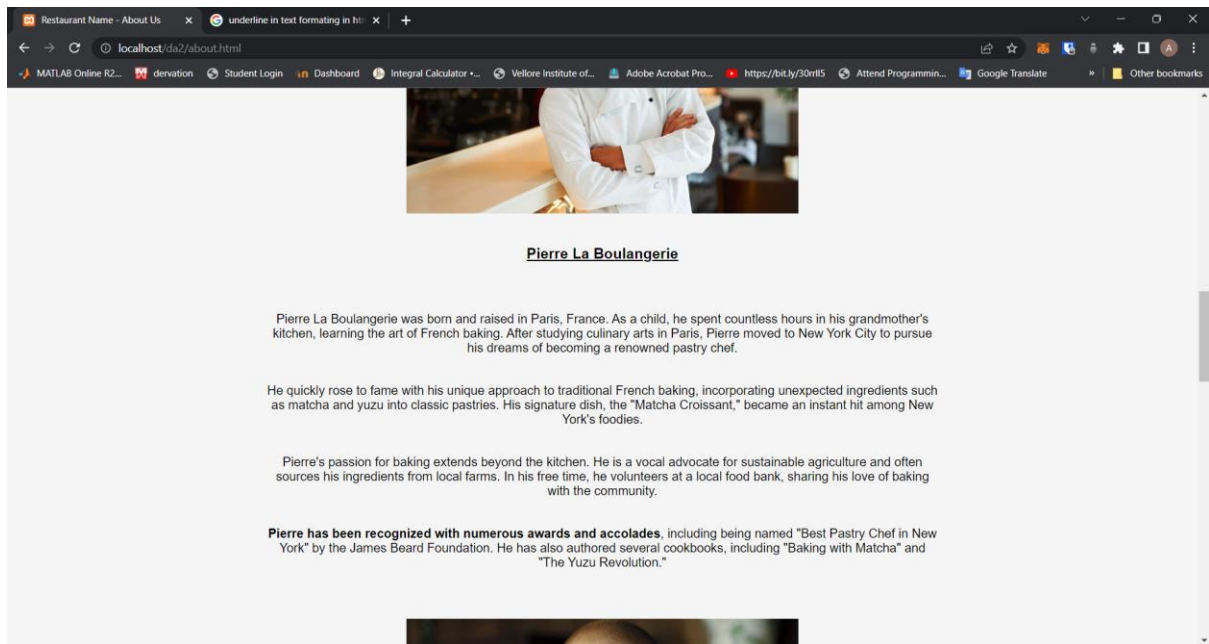 Restaurant Name - About Us
underline in text formating in ht
localhost/da2/about.html
MATLAB Online R2...
dervation
Student Login
Dashboard
Integral Calculator •...
Vellore Institute of...
Adobe Acrobat Pro...
https://bit.ly/30rrll5
Attend Programmin...
Google Translate
»
Other bookmarks
Pierre La Boulangerie
Pierre La Boulangerie was born and raised in Paris, France. As a child, he spent countless hours in his grandmother's
kitchen, learning the art of French baking. After studying culinary arts in Paris, Pierre moved to New York City to pursue
his dreams of becoming a renowned pastry chef.
He quickly rose to fame with his unique approach to traditional French baking, incorporating unexpected ingredients such
as matcha and yuzu into classic pastries. His signature dish, the "Matcha Croissant," became an instant hit among New
York's foodies.
Pierre's passion for baking extends beyond the kitchen. He is a vocal advocate for sustainable agriculture and often
sources his ingredients from local farms. In his free time, he volunteers at a local food bank, sharing his love of baking
with the community.
Pierre has been recognized with numerous awards and accolades, including being named "Best Pastry Chef in New
York" by the James Beard Foundation. He has also authored several cookbooks, including "Baking with Matcha" and
"The Yuzu Revolution."